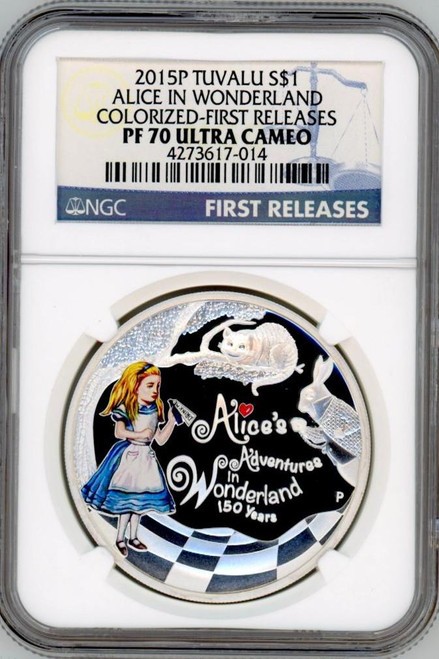 2015P TUVALU S$1
ALICE IN WONDERLAND
COLORIZED-FIRST RELEASES
PF 70 ULTRA CAMEO
4273617-014
NGC
FIRST RELEASES
Alice's
Adventures
in
Wonderland
150 Years
P